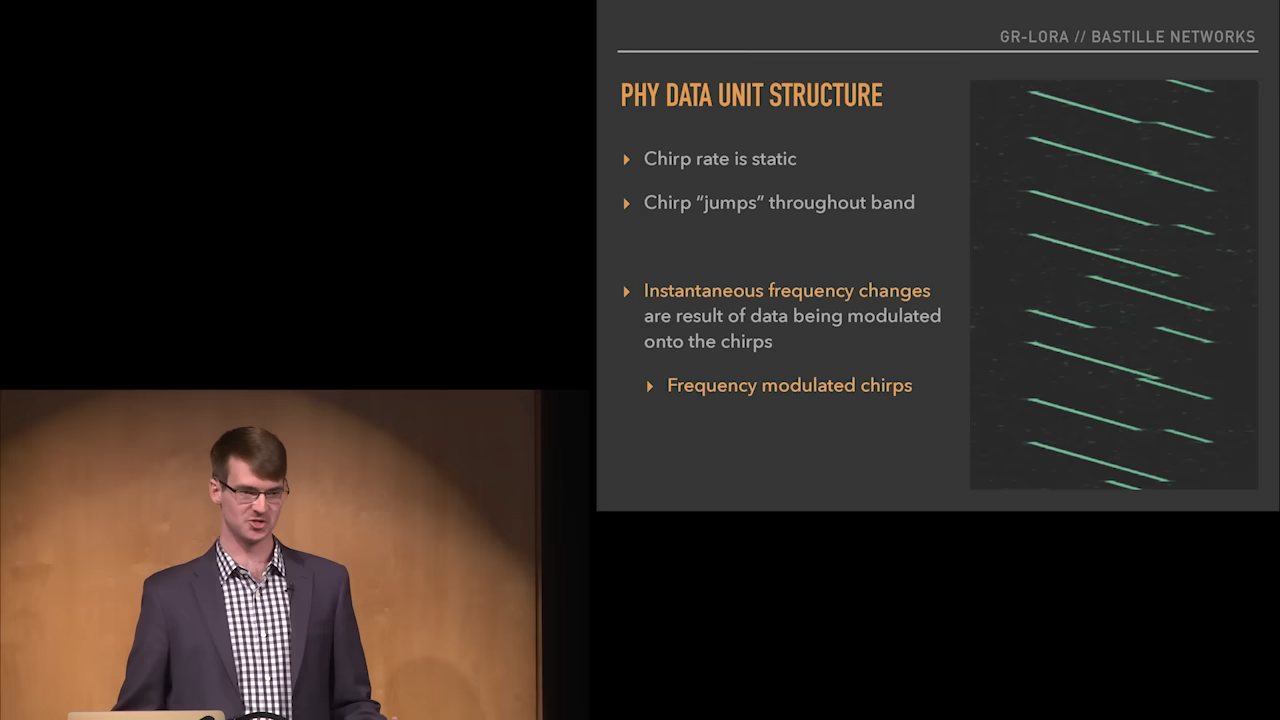 GR-LORA // BASTILLE NETWORKS
PHY DATA UNIT STRUCTURE
Chirp rate is static
Chirp “jumps” throughout band
Instantaneous frequency changes
are result of data being modulated
onto the chirps
Frequency modulated chirps